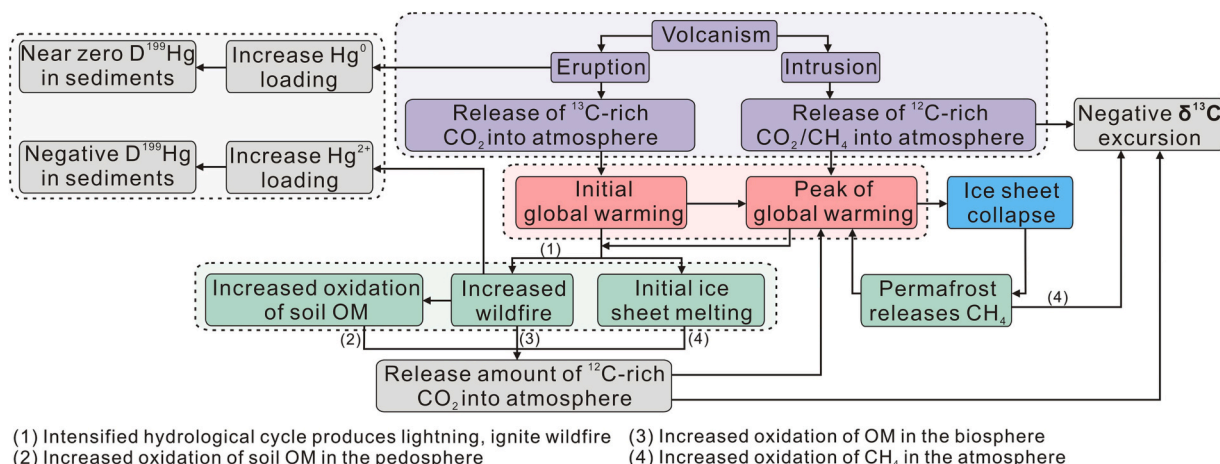 Volcanism
Near zero D¹⁹⁹Hg
in sediments
Increase Hg⁰
loading
Eruption
Intrusion
Release of ¹³C-rich
CO₂ into atmosphere
Release of ¹²C-rich
CO₂/CH₄ into atmosphere
Negative δ¹³C
excursion
Negative D¹⁹⁹Hg
in sediments
Increase Hg²⁺
loading
Initial
global warming
Peak of
global warming
Ice sheet
collapse
(1)
Increased oxidation
of soil OM
Increased
wildfire
Initial ice
sheet melting
Permafrost
releases CH₄
(4)
(2)
(3)
(4)
Release amount of ¹²C-rich
CO₂ into atmosphere
(1) Intensified hydrological cycle produces lightning, ignite wildfire
(3) Increased oxidation of OM in the biosphere
(2) Increased oxidation of soil OM in the pedosphere
(4) Increased oxidation of CH₄ in the atmosphere